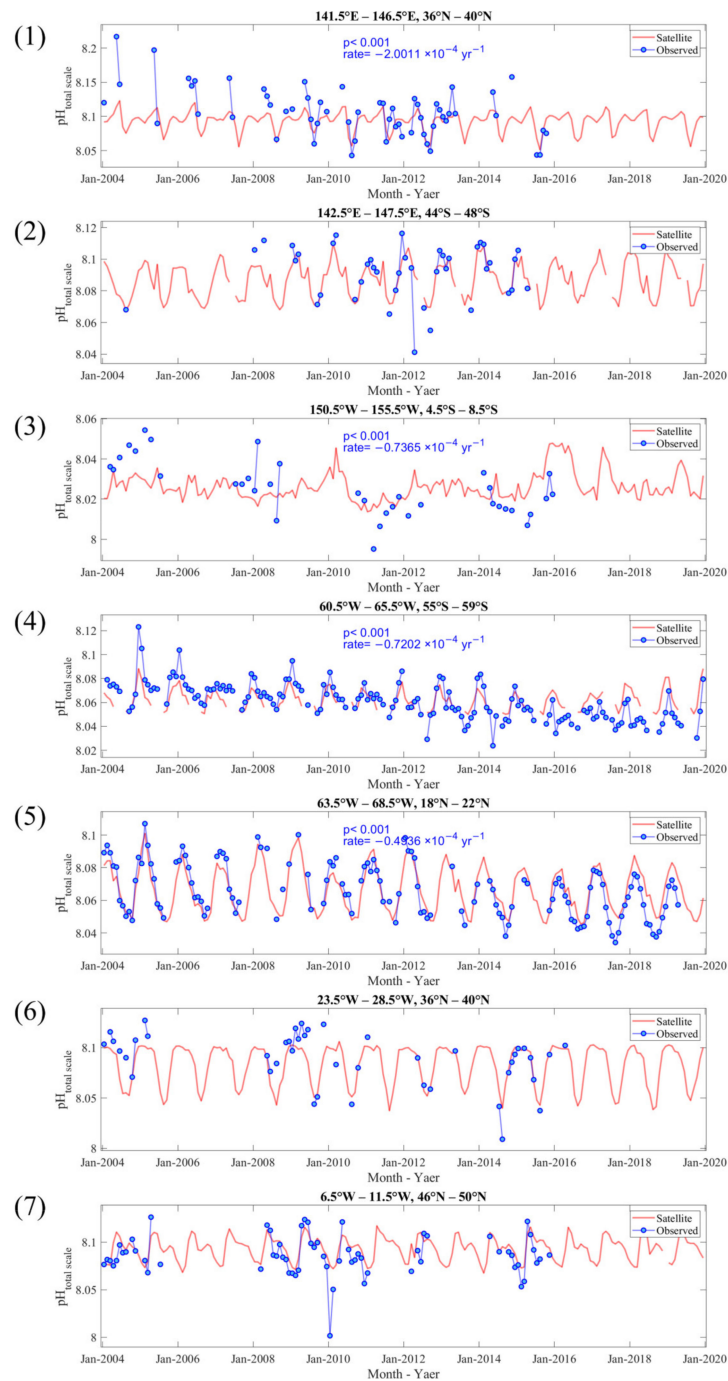 (1)
141.5°E – 146.5°E, 36°N – 40°N
p< 0.001
rate= −2.0011 ×10⁻⁴ yr⁻¹
Satellite
Observed
pH total scale
8.2
8.15
8.1
8.05
Jan-2004 Jan-2006 Jan-2008 Jan-2010 Jan-2012 Jan-2014 Jan-2016 Jan-2018 Jan-2020
Month - Yaer
(2)
142.5°E – 147.5°E, 44°S – 48°S
Satellite
Observed
pH total scale
8.12
8.1
8.08
8.06
8.04
Jan-2004 Jan-2006 Jan-2008 Jan-2010 Jan-2012 Jan-2014 Jan-2016 Jan-2018 Jan-2020
Month - Yaer
(3)
150.5°W – 155.5°W, 4.5°S – 8.5°S
p< 0.001
rate= −0.7365 ×10⁻⁴ yr⁻¹
Satellite
Observed
pH total scale
8.06
8.04
8.02
8
Jan-2004 Jan-2006 Jan-2008 Jan-2010 Jan-2012 Jan-2014 Jan-2016 Jan-2018 Jan-2020
Month - Yaer
(4)
60.5°W – 65.5°W, 55°S – 59°S
p< 0.001
rate= −0.7202 ×10⁻⁴ yr⁻¹
Satellite
Observed
pH total scale
8.12
8.1
8.08
8.06
8.04
8.02
Jan-2004 Jan-2006 Jan-2008 Jan-2010 Jan-2012 Jan-2014 Jan-2016 Jan-2018 Jan-2020
Month - Yaer
(5)
63.5°W – 68.5°W, 18°N – 22°N
p< 0.001
rate= −0.4936 ×10⁻⁴ yr⁻¹
Satellite
Observed
pH total scale
8.1
8.08
8.06
8.04
Jan-2004 Jan-2006 Jan-2008 Jan-2010 Jan-2012 Jan-2014 Jan-2016 Jan-2018 Jan-2020
Month - Yaer
(6)
23.5°W – 28.5°W, 36°N – 40°N
Satellite
Observed
pH total scale
8.1
8.05
8
Jan-2004 Jan-2006 Jan-2008 Jan-2010 Jan-2012 Jan-2014 Jan-2016 Jan-2018 Jan-2020
Month - Yaer
(7)
6.5°W – 11.5°W, 46°N – 50°N
Satellite
Observed
pH total scale
8.1
8.05
8
Jan-2004 Jan-2006 Jan-2008 Jan-2010 Jan-2012 Jan-2014 Jan-2016 Jan-2018 Jan-2020
Month - Yaer